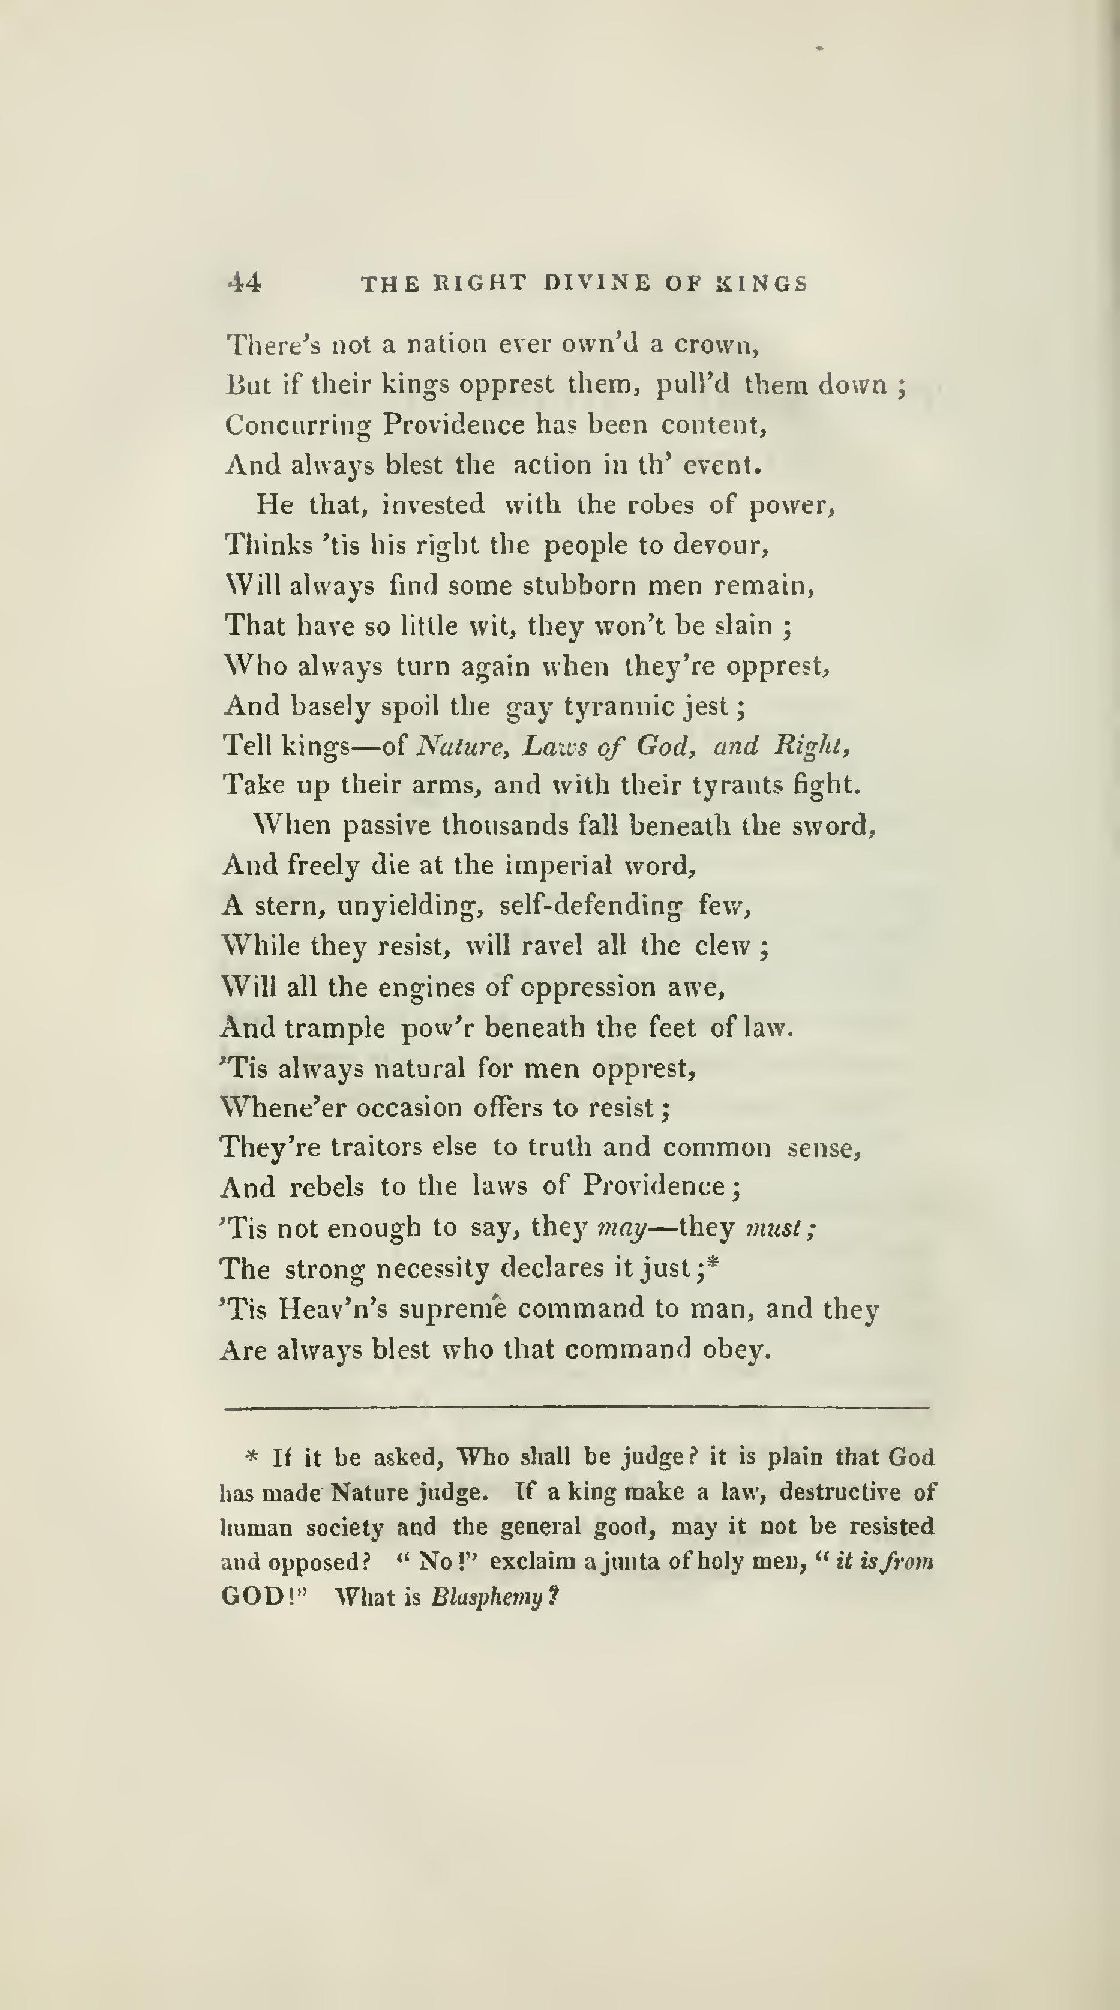 44 THE RIGHT DIVINE OF KINGS
There's not a nation ever own'd a crown,
But if their kings opprest them, pull'd them down ;
Concurring Providence has been content,
And always blest the action in th' event.
He that, invested with the robes of power,
Thinks 'tis his right the people to devour,
Will always find some stubborn men remain,
That have so little wit, they won't be slain ;
Who always turn again when they're opprest,
And basely spoil the gay tyrannic jest ;
Tell kings—of Nature, Laws of God, and Right,
Take up their arms, and with their tyrants fight.
When passive thousands fall beneath the sword,
And freely die at the imperial word,
A stern, unyielding, self-defending few,
While they resist, will ravel all the clew ;
Will all the engines of oppression awe,
And trample pow'r beneath the feet of law.
'Tis always natural for men opprest,
Whene'er occasion offers to resist ;
They're traitors else to truth and common sense,
And rebels to the laws of Providence ;
'Tis not enough to say, they may—they must ;
The strong necessity declares it just ;*
'Tis Heav'n's supreme command to man, and they
Are always blest who that command obey.
* If it be asked, Who shall be judge? it is plain that God
has made Nature judge. If a king make a law, destructive of
human society and the general good, may it not be resisted
and opposed? “ No !” exclaim a junta of holy men, “ it is from
GOD !” What is Blasphemy ?